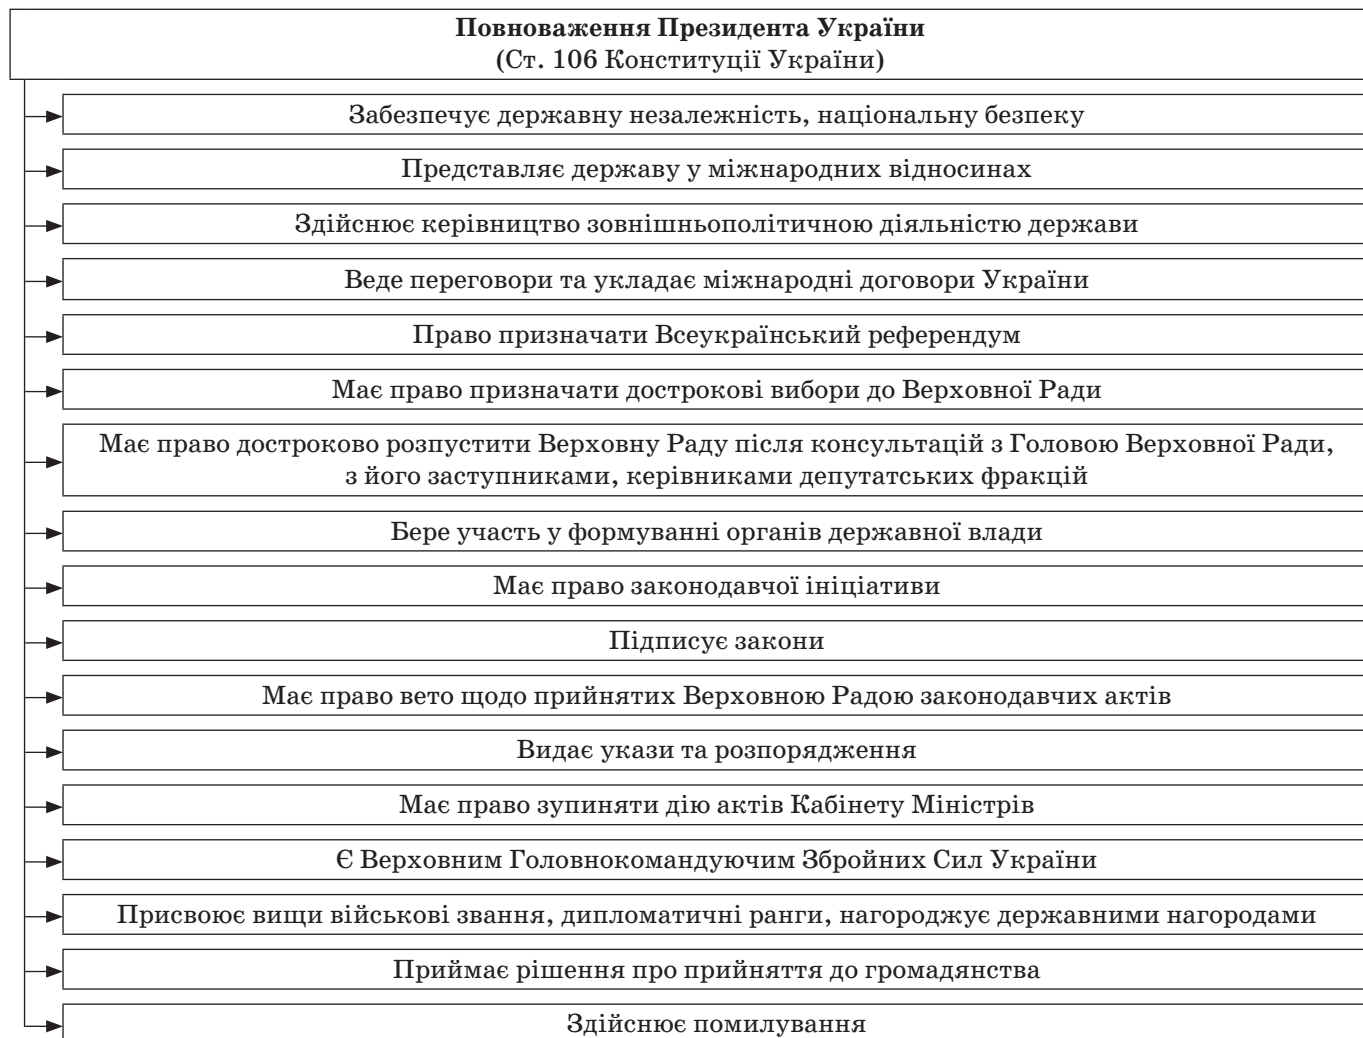 Повноваження Президента України
(Ст. 106 Конституції України)
Забезпечує державну незалежність, національну безпеку
Представляє державу у міжнародних відносинах
Здійснює керівництво зовнішньополітичною діяльністю держави
Веде переговори та укладає міжнародні договори України
Право призначати Всеукраїнський референдум
Має право призначати дострокові вибори до Верховної Ради
Має право достроково розпустити Верховну Раду після консультацій з Головою Верховної Ради,
з його заступниками, керівниками депутатських фракцій
Бере участь у формуванні органів державної влади
Має право законодавчої ініціативи
Підписує закони
Має право вето щодо прийнятих Верховною Радою законодавчих актів
Видає укази та розпорядження
Має право зупиняти дію актів Кабінету Міністрів
Є Верховним Головнокомандуючим Збройних Сил України
Присвоює вищи військові звання, дипломатичні ранги, нагороджує державними нагородами
Приймає рішення про прийняття до громадянства
Здійснює помилування